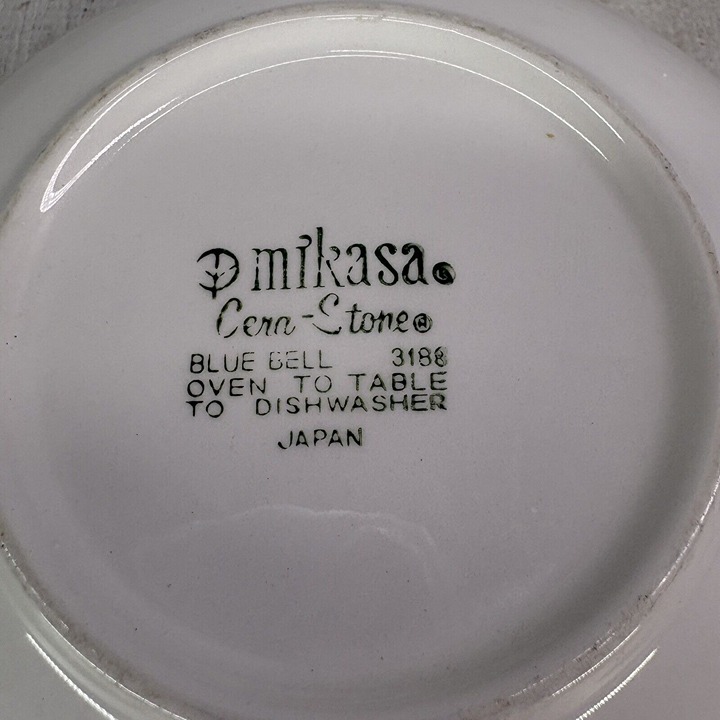 mikasa®
Cera-Stone®
BLUE BELL 3188
OVEN TO TABLE
TO DISHWASHER
JAPAN